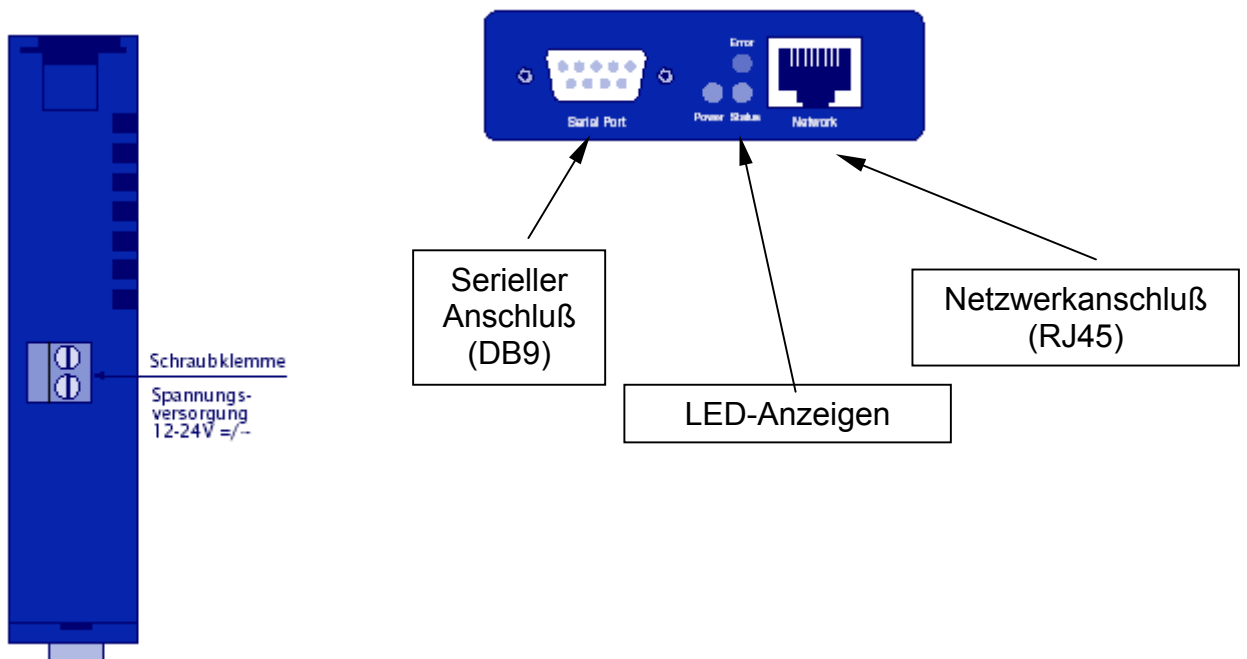 Error
Serial Port
Power Status
Network
Schraubklemme
Spannungs-
versorgung
12-24V =/~
Serieller
Anschluß
(DB9)
LED-Anzeigen
Netzwerkanschluß
(RJ45)